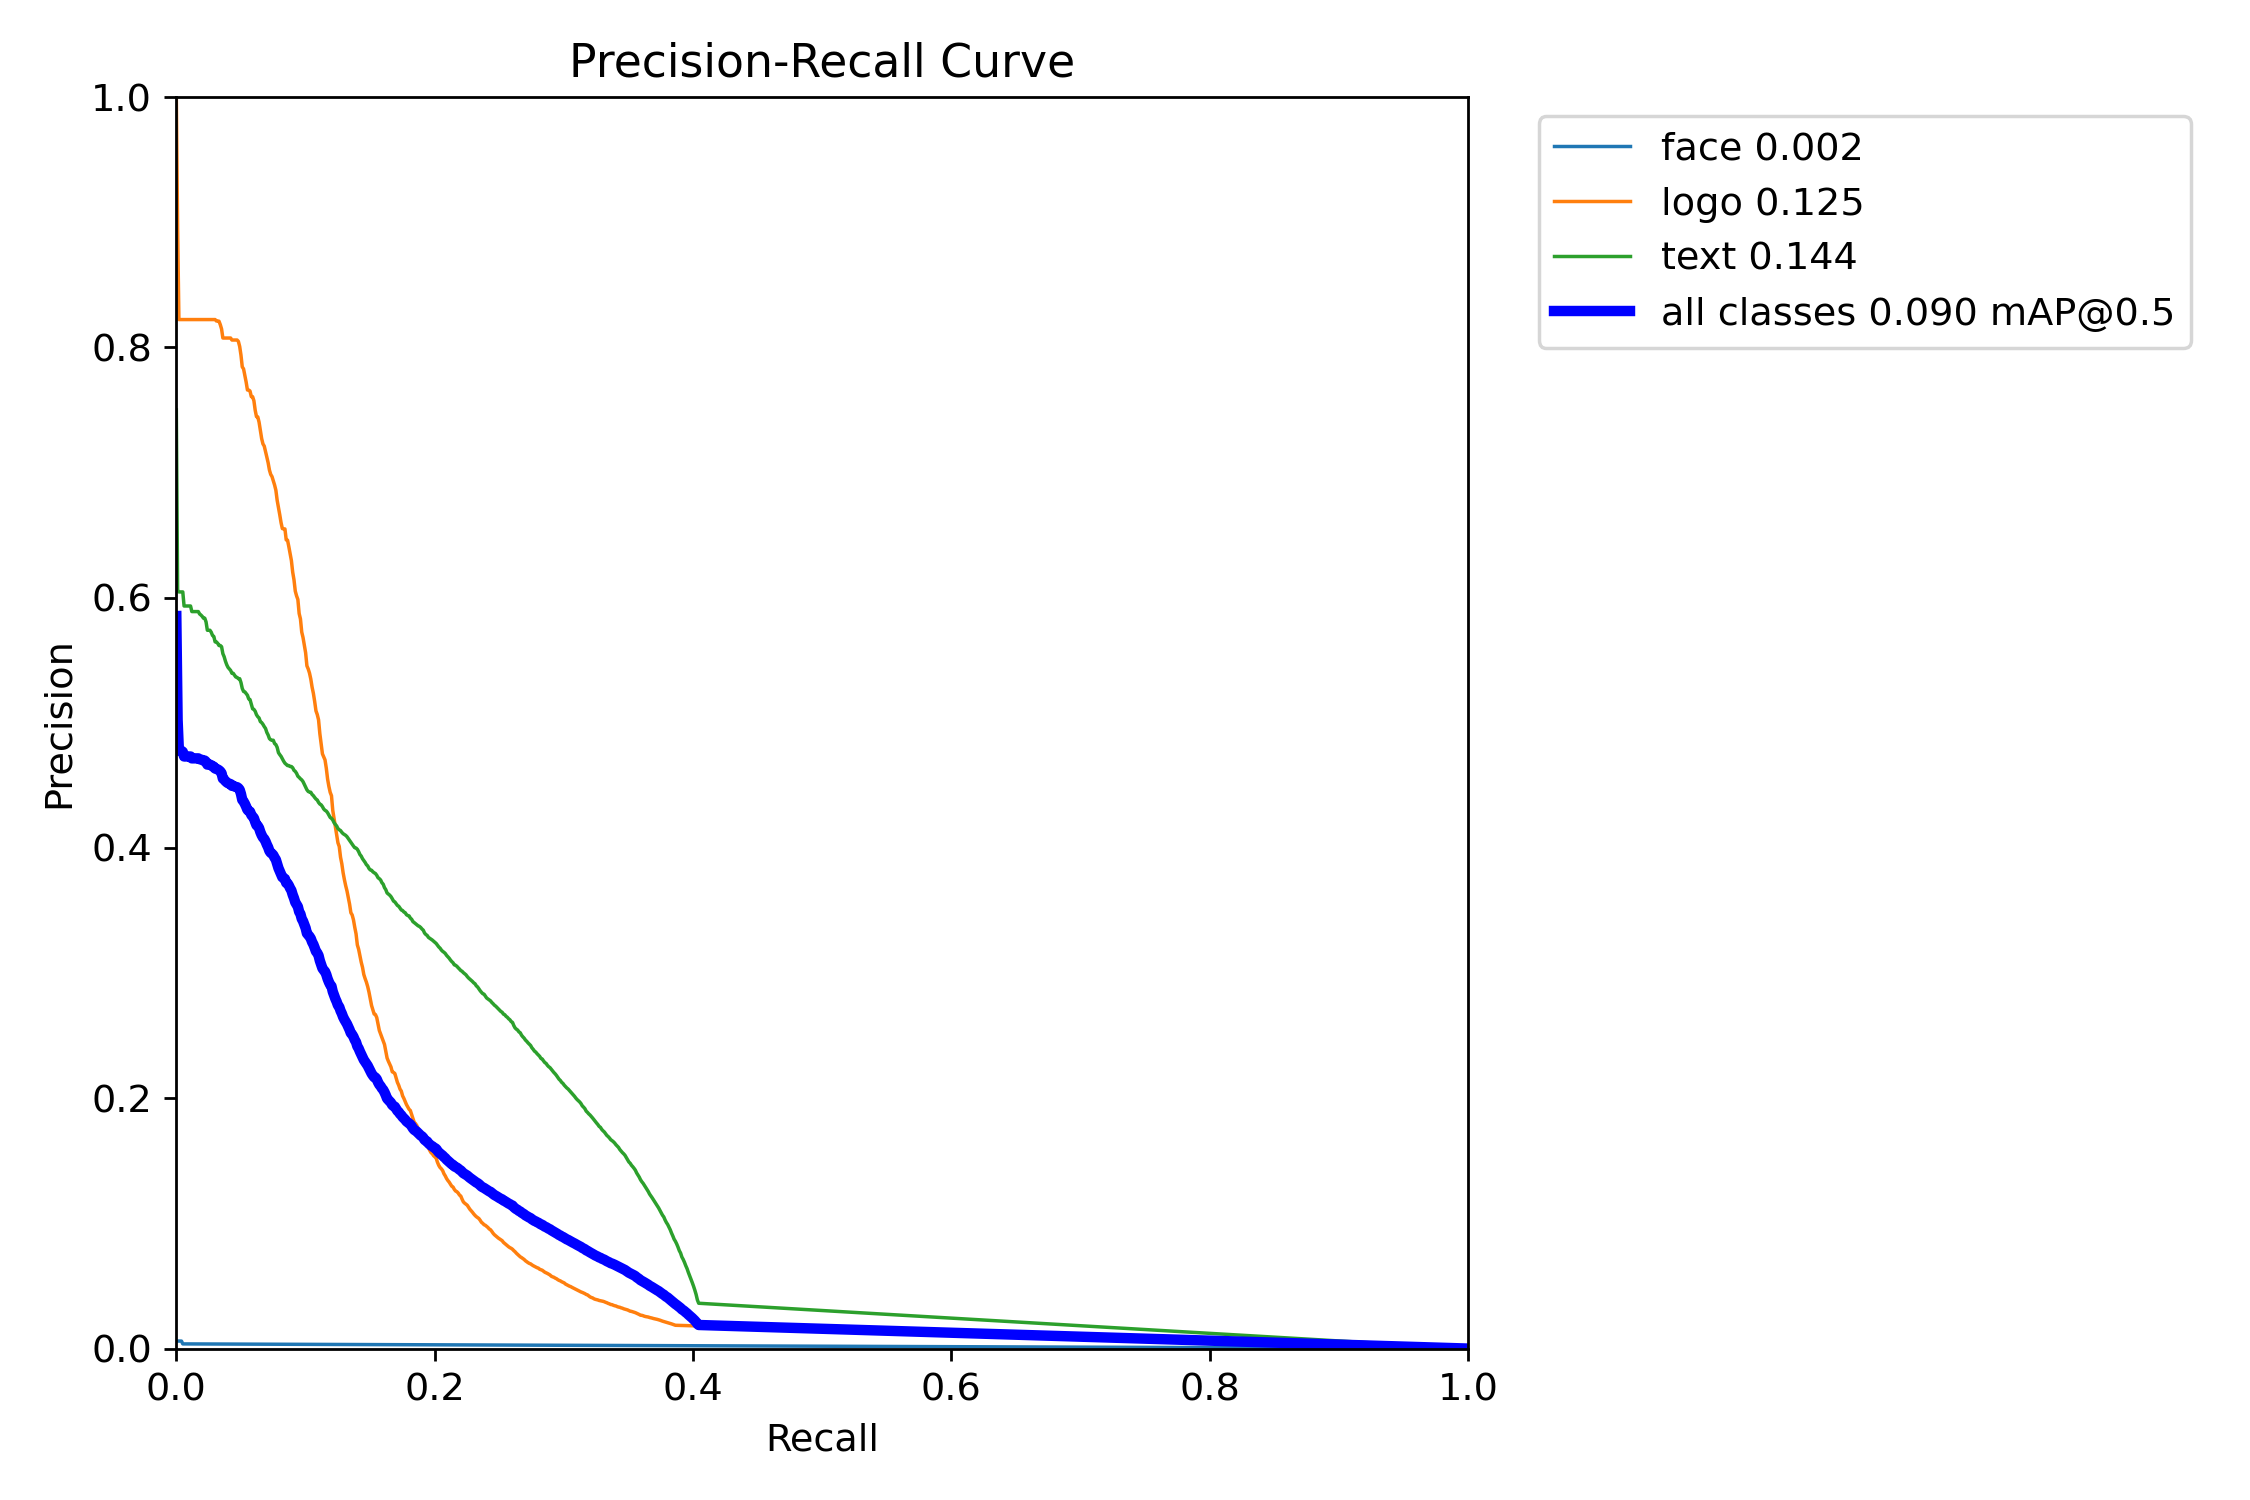 Precision-Recall Curve
1.0
0.8
0.6
0.4
0.2
0.0
Precision
0.0 0.2 0.4 0.6 0.8 1.0
Recall
face 0.002
logo 0.125
text 0.144
all classes 0.090 mAP@0.5